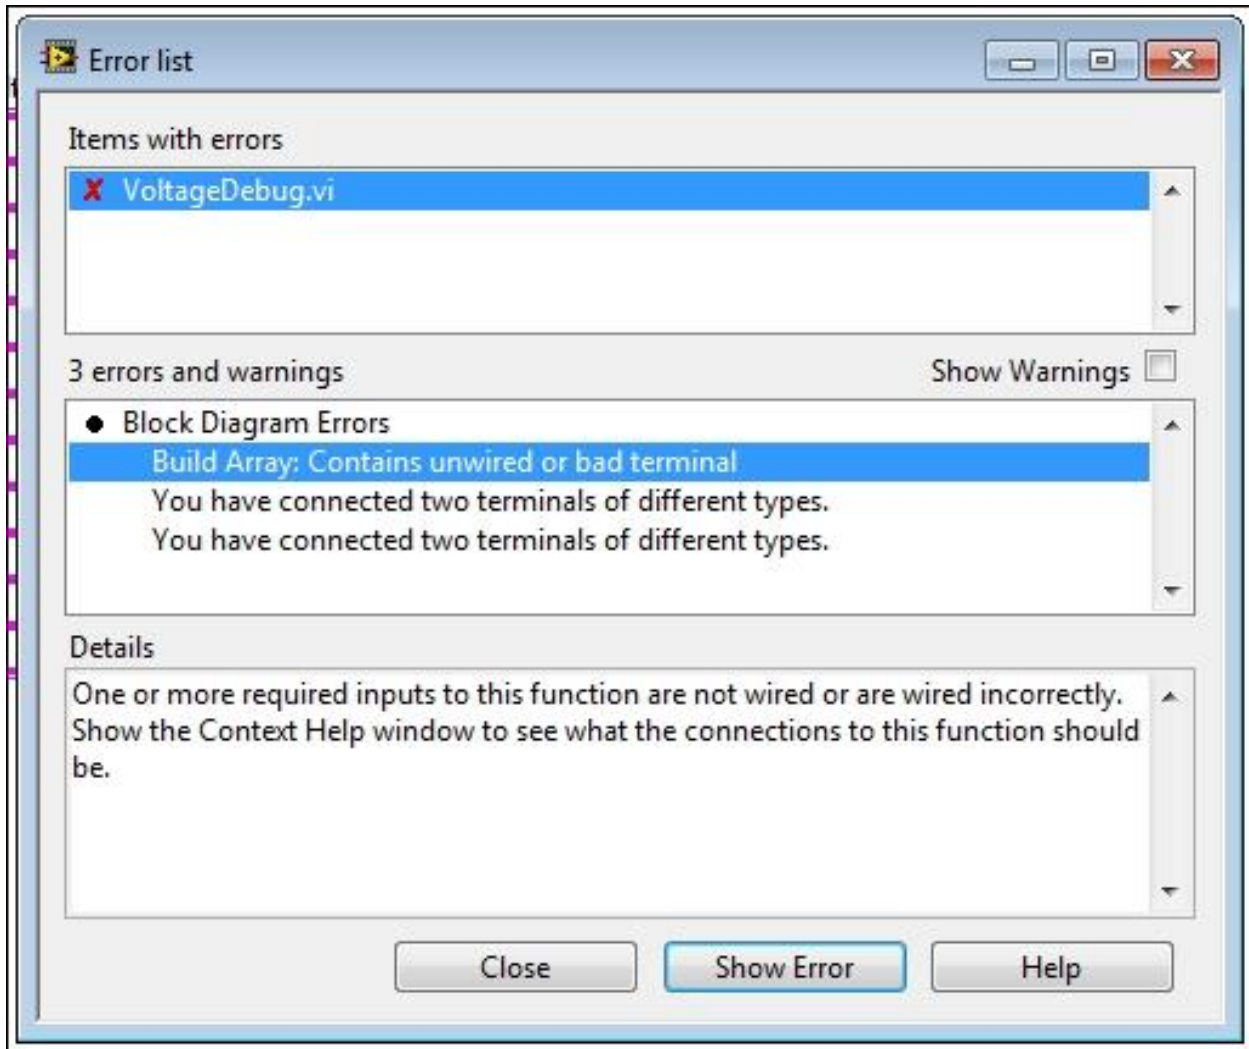 Error list
Items with errors
VoltageDebug.vi
3 errors and warnings
Show Warnings
Block Diagram Errors
Build Array: Contains unwired or bad terminal
You have connected two terminals of different types.
You have connected two terminals of different types.
Details
One or more required inputs to this function are not wired or are wired incorrectly.
Show the Context Help window to see what the connections to this function should
be.
Close
Show Error
Help